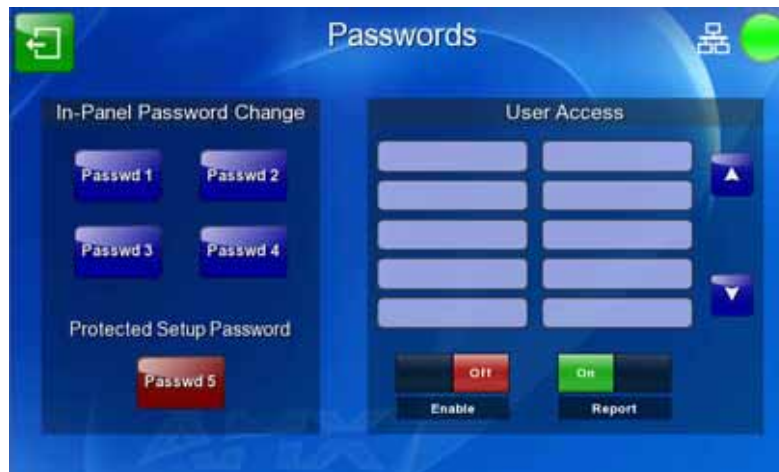 Passwords
In-Panel Password Change
User Access
Passwd 1
Passwd 2
Passwd 3
Passwd 4
Protected Setup Password
Passwd 5
Off
On
Enable
Report
AMX